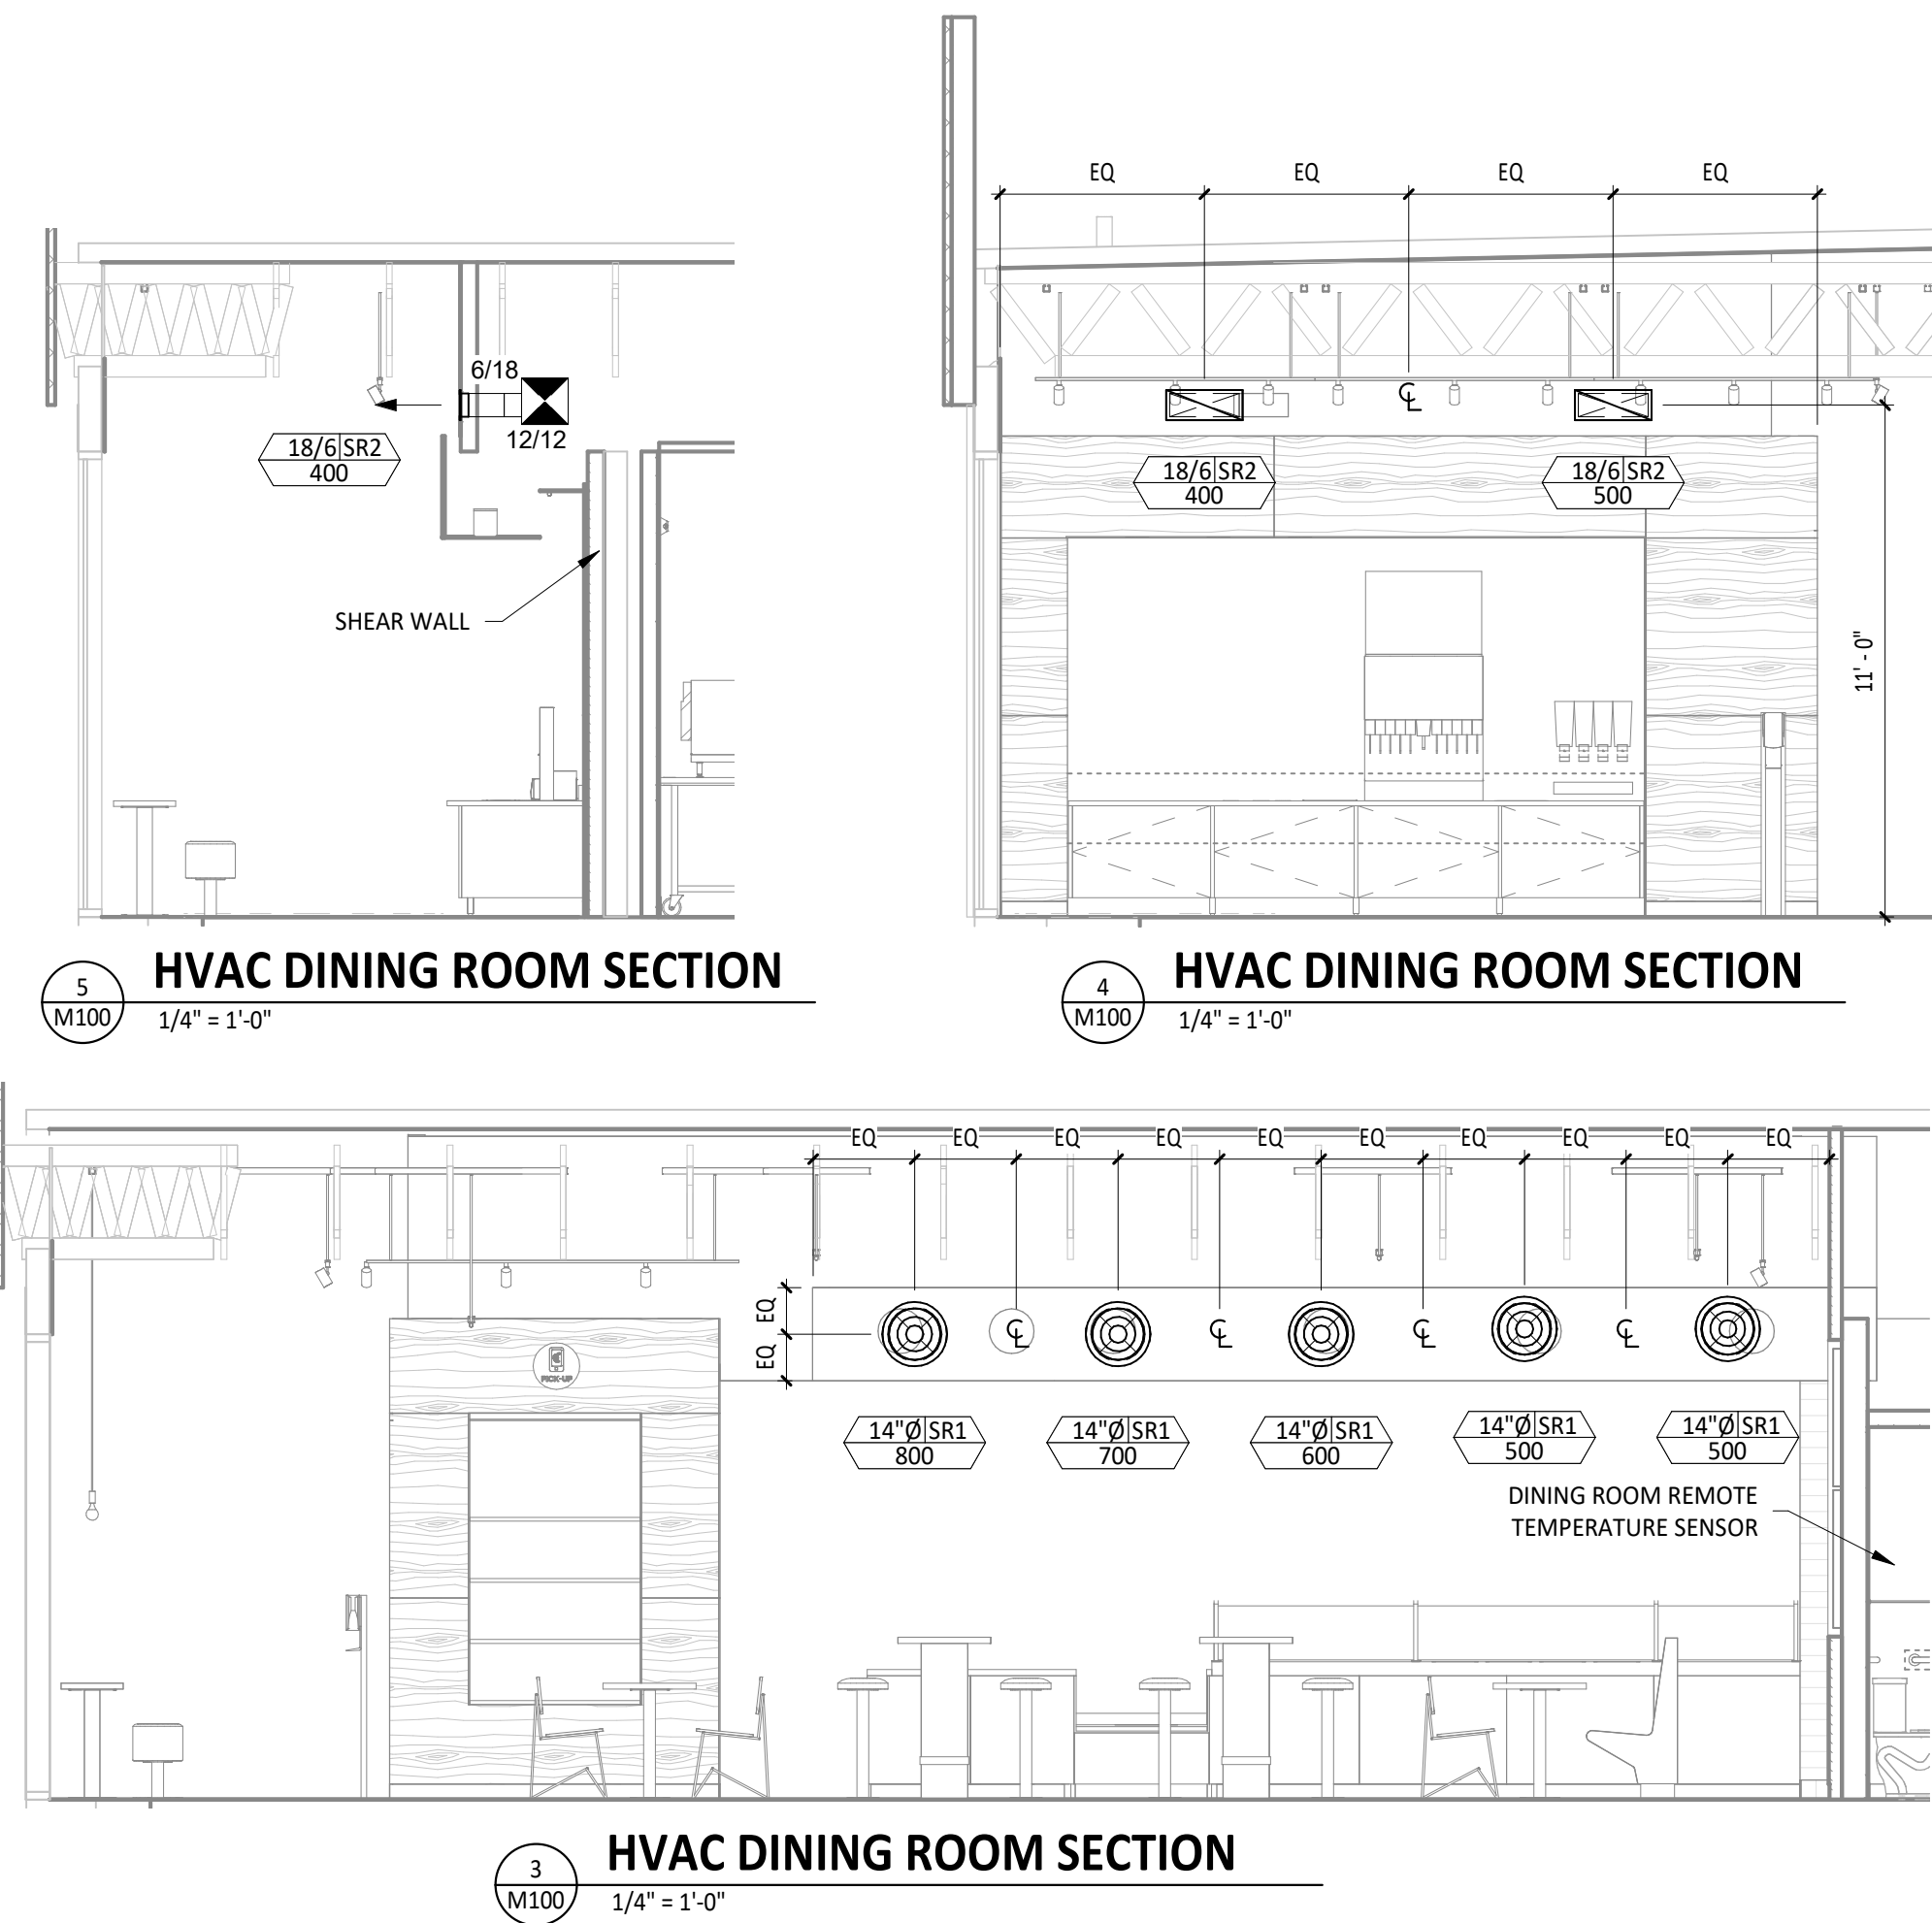 EQ EQ EQ EQ
6/18
12/12
18/6 SR2
400
SHEAR WALL
℄
18/6 SR2
400
18/6 SR2
500
11' - 0"
5
M100
HVAC DINING ROOM SECTION
1/4" = 1'-0"
4
M100
HVAC DINING ROOM SECTION
1/4" = 1'-0"
EQ EQ EQ EQ EQ EQ EQ EQ EQ EQ
EQ
EQ
℄ ℄ ℄ ℄
PICK-UP
14"Ø SR1
800
14"Ø SR1
700
14"Ø SR1
600
14"Ø SR1
500
14"Ø SR1
500
DINING ROOM REMOTE
TEMPERATURE SENSOR
3
M100
HVAC DINING ROOM SECTION
1/4" = 1'-0"